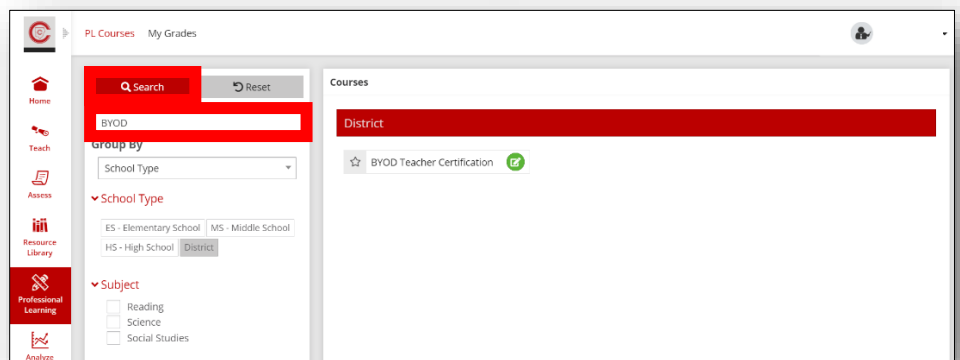 PL Courses My Grades
Home
Teach
Assess
Resource
Library
Professional
Learning
Analyze
Search Reset
BYOD
Group By
School Type
School Type
ES - Elementary School MS - Middle School
HS - High School District
Subject
Reading
Science
Social Studies
Courses
District
BYOD Teacher Certification